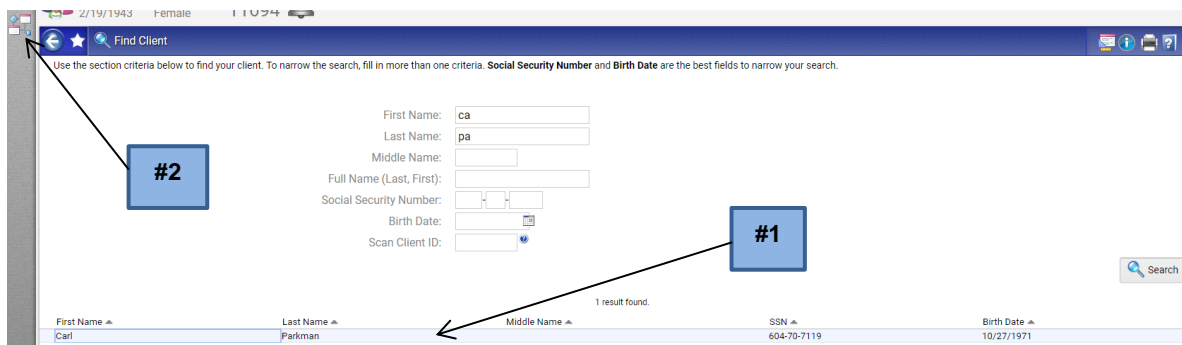 2/19/1943 Female 11094
Find Client
Use the section criteria below to find your client. To narrow the search, fill in more than one criteria. Social Security Number and Birth Date are the best fields to narrow your search.
First Name: ca
Last Name: pa
Middle Name:
#2
Full Name (Last, First):
Social Security Number: - -
Birth Date:
#1
Scan Client ID:
Search
1 result found.
First Name Last Name Middle Name SSN Birth Date
Carl Parkman 604-70-7119 10/27/1971